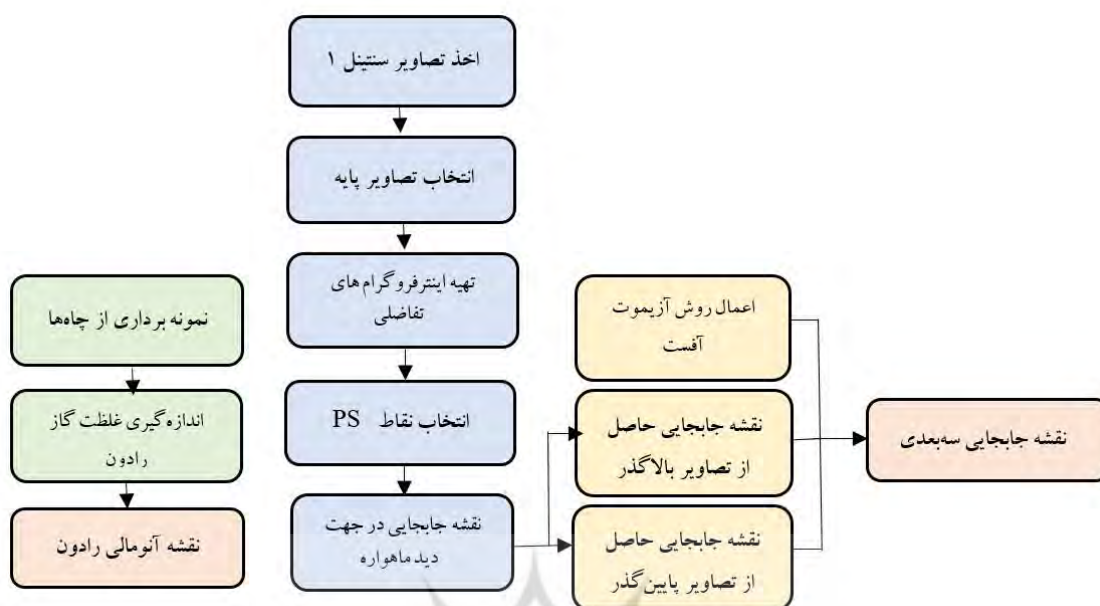 اخذ تصاویر سنتینل ۱
انتخاب تصاویر پایه
تهیه اینترفروگرام های
تفاضلی
انتخاب نقاط PS
نقشه جابجایی در جهت
دید ماهواره
اعمال روش آزیموت
آفست
نقشه جابجایی حاصل
از تصاویر بالاگذر
نقشه جابجایی حاصل
از تصاویر پایین‌گذر
نقشه جابجایی سه‌بعدی
نمونه برداری از چاه‌ها
اندازه‌گیری غلظت گاز
رادون
نقشه آنومالی رادون